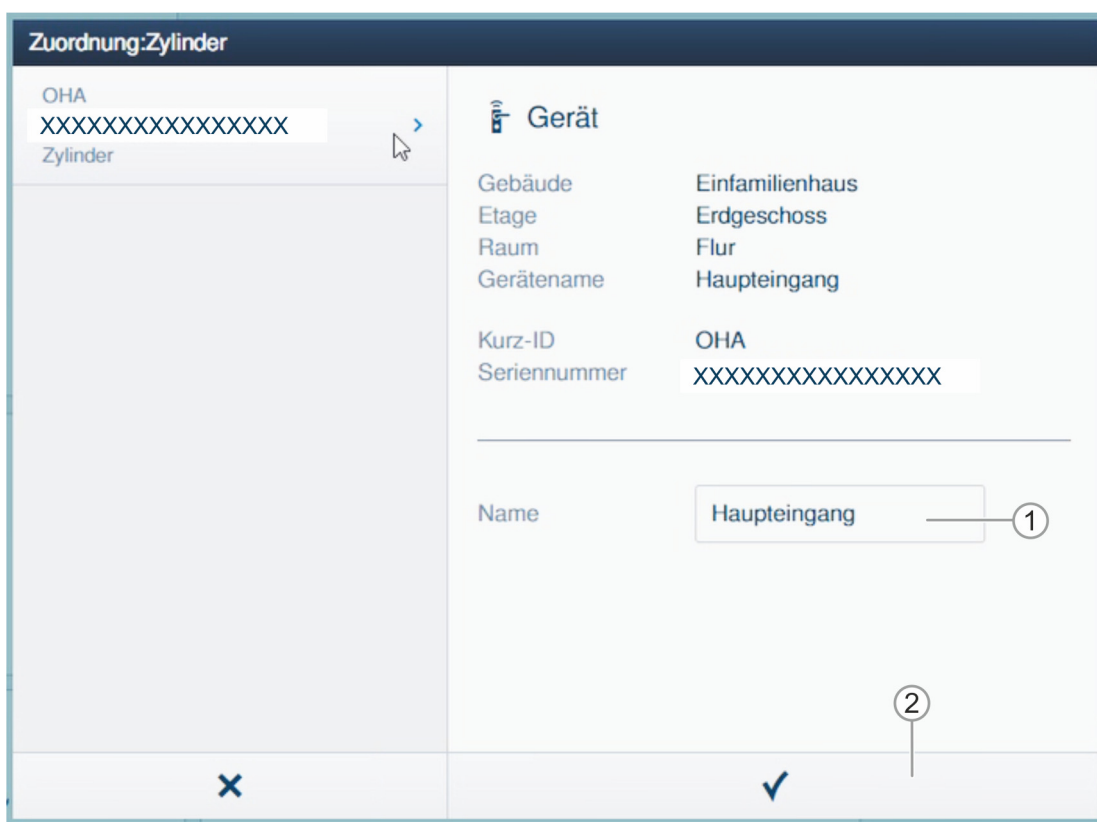 Zuordnung:Zylinder
OHA
XXXXXXXXXXXXXXXX
Zylinder
Gerät
Gebäude Einfamilienhaus
Etage Erdgeschoss
Raum Flur
Gerätename Haupteingang
Kurz-ID OHA
Seriennummer XXXXXXXXXXXXXXXX
Name Haupteingang 1
2